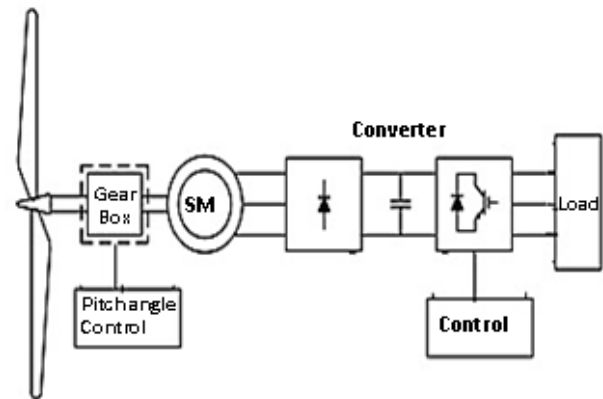 Converter
Gear
Box
SM
Load
Pitchangle
Control
Control